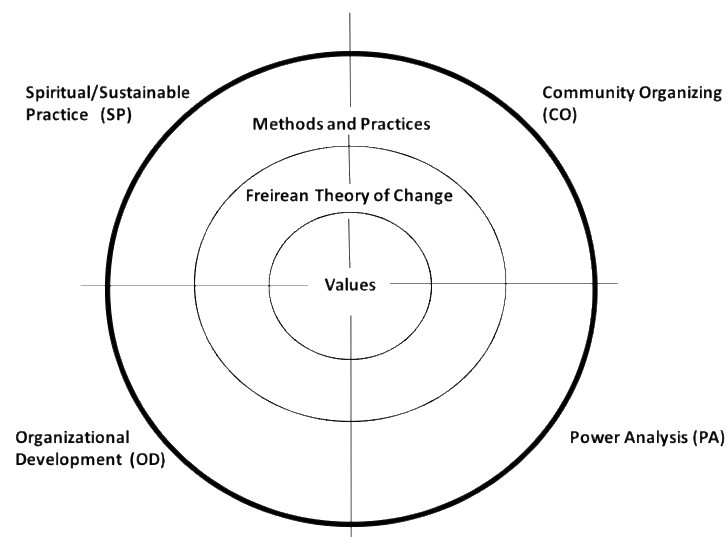 Spiritual/Sustainable
Practice (SP)
Community Organizing
(CO)
Methods and Practices
Freirean Theory of Change
Values
Organizational
Development (OD)
Power Analysis (PA)